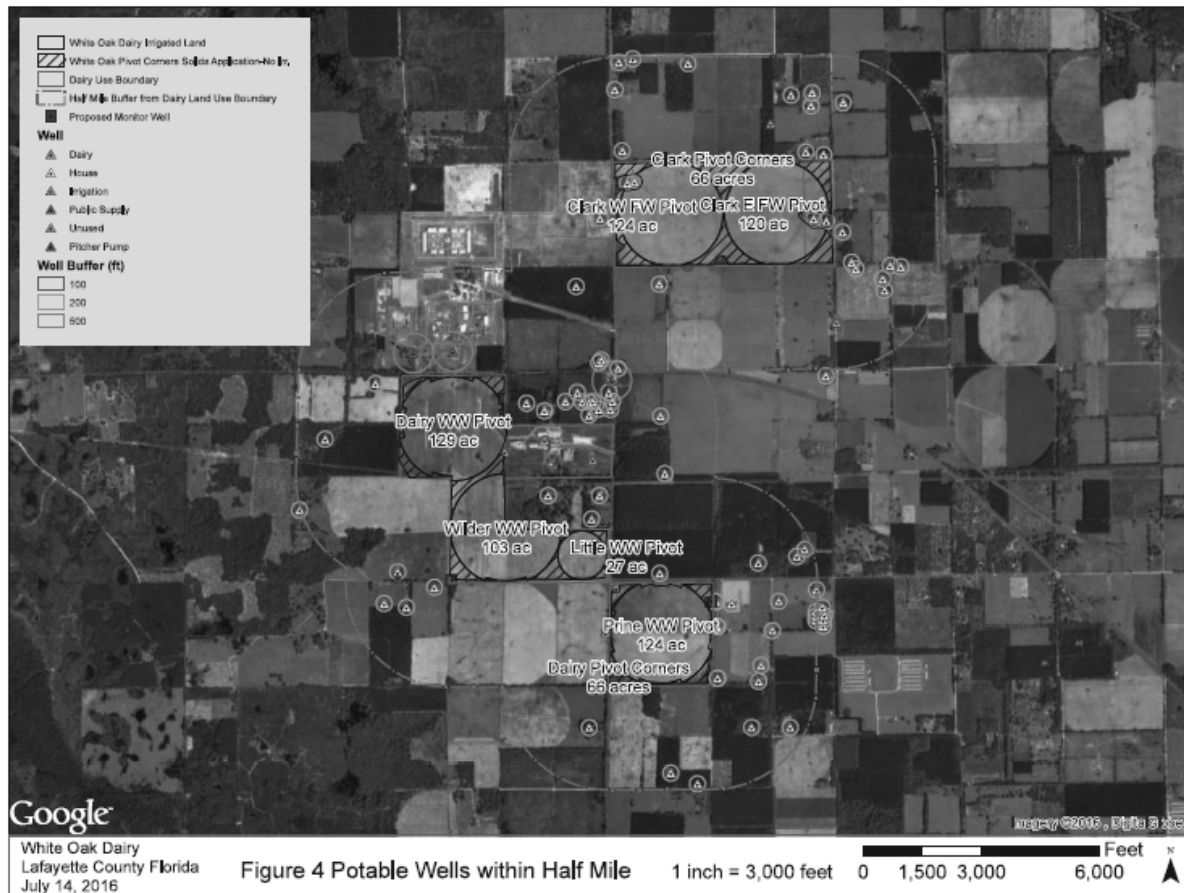 White Oak Dairy Irrigated Land
White Oak Pivot Corners Solids Application-No Irr.
Dairy Use Boundary
Half Mile Buffer from Dairy Land Use Boundary
Proposed Monitor Well
Well
Dairy
House
Irrigation
Public Supply
Unused
Pitcher Pump
Well Buffer (ft)
100
200
500
Clark Pivot Corners
66 acres
Clark W FW Pivot
124 ac
Clark E FW Pivot
120 ac
Dairy WW Pivot
129 ac
Wilder WW Pivot
103 ac
Little WW Pivot
27 ac
Prine WW Pivot
124 ac
Dairy Pivot Corners
66 acres
Google
Imagery ©2016 , Digital Globe
White Oak Dairy
Lafayette County Florida
July 14, 2016
Figure 4 Potable Wells within Half Mile
1 inch = 3,000 feet
0 1,500 3,000 6,000 Feet
N